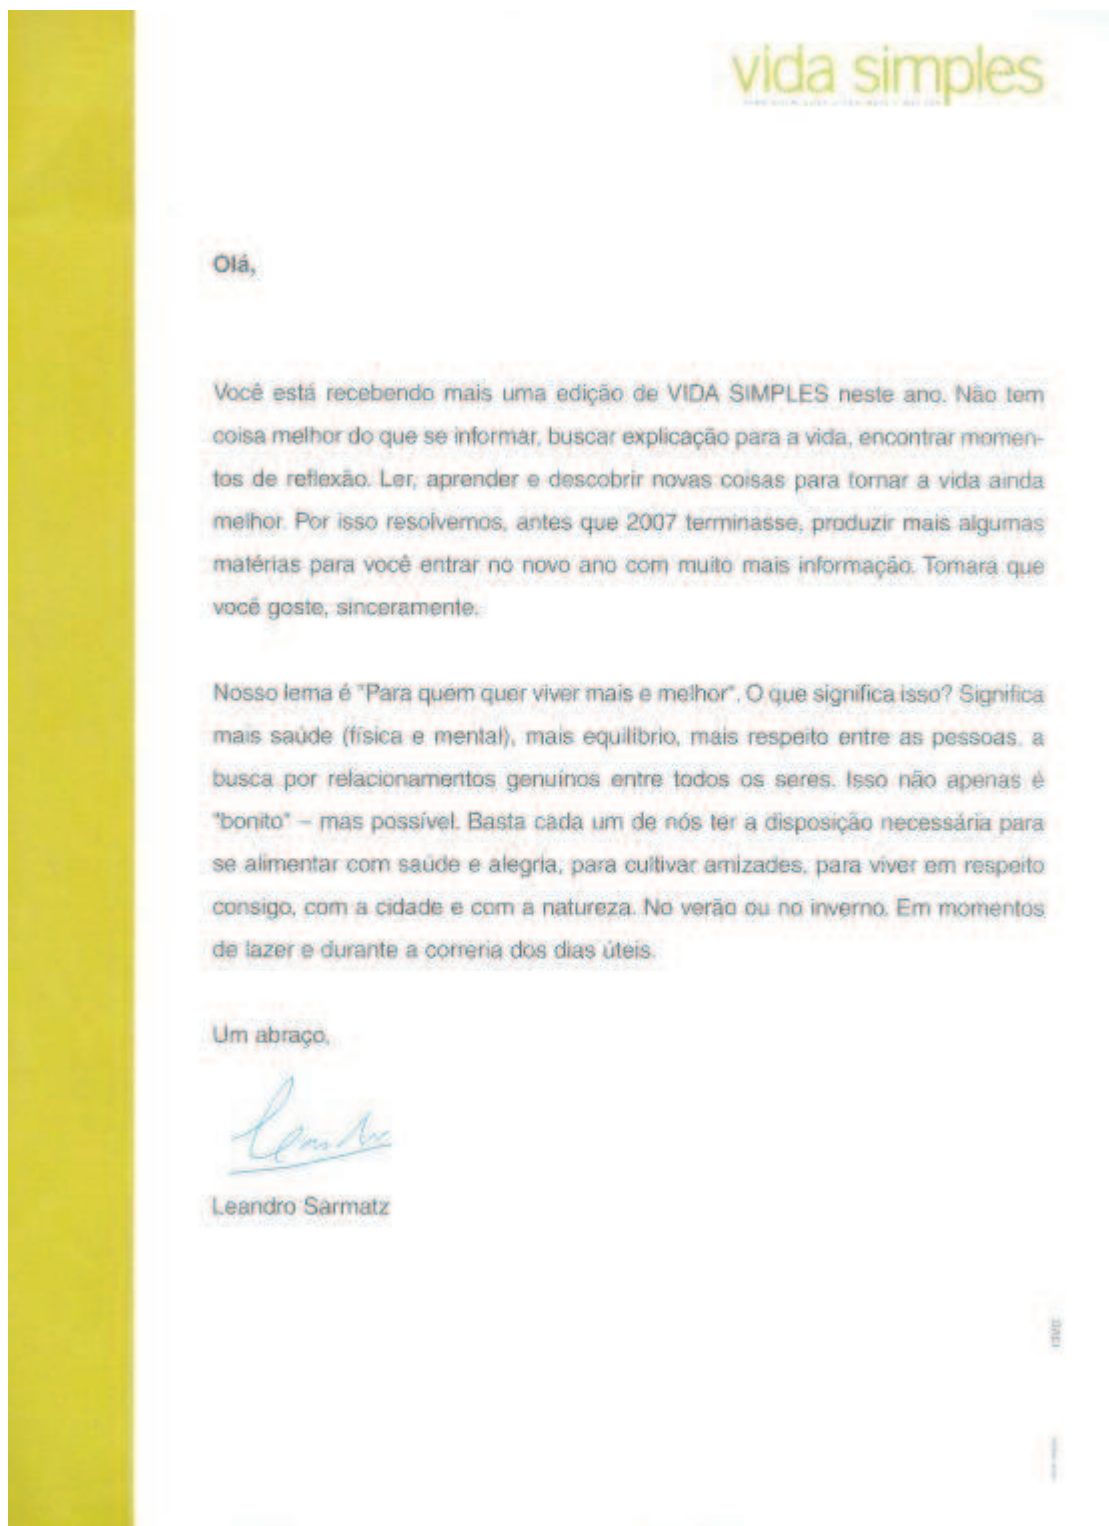 vida simples
Olá,
Você está recebendo mais uma edição de VIDA SIMPLES neste ano. Não tem
coisa melhor do que se informar, buscar explicação para a vida, encontrar momen-
tos de reflexão. Ler, aprender e descobrir novas coisas para tornar a vida ainda
melhor. Por isso resolvemos, antes que 2007 terminasse, produzir mais algumas
matérias para você entrar no novo ano com muito mais informação. Tomara que
você goste, sinceramente.
Nosso lema é "Para quem quer viver mais e melhor". O que significa isso? Significa
mais saúde (física e mental), mais equilíbrio, mais respeito entre as pessoas, a
busca por relacionamentos genuínos entre todos os seres. Isso não apenas é
"bonito" – mas possível. Basta cada um de nós ter a disposição necessária para
se alimentar com saúde e alegria, para cultivar amizades, para viver em respeito
consigo, com a cidade e com a natureza. No verão ou no inverno. Em momentos
de lazer e durante a correria dos dias úteis.
Um abraço,
Leandro Sarmatz